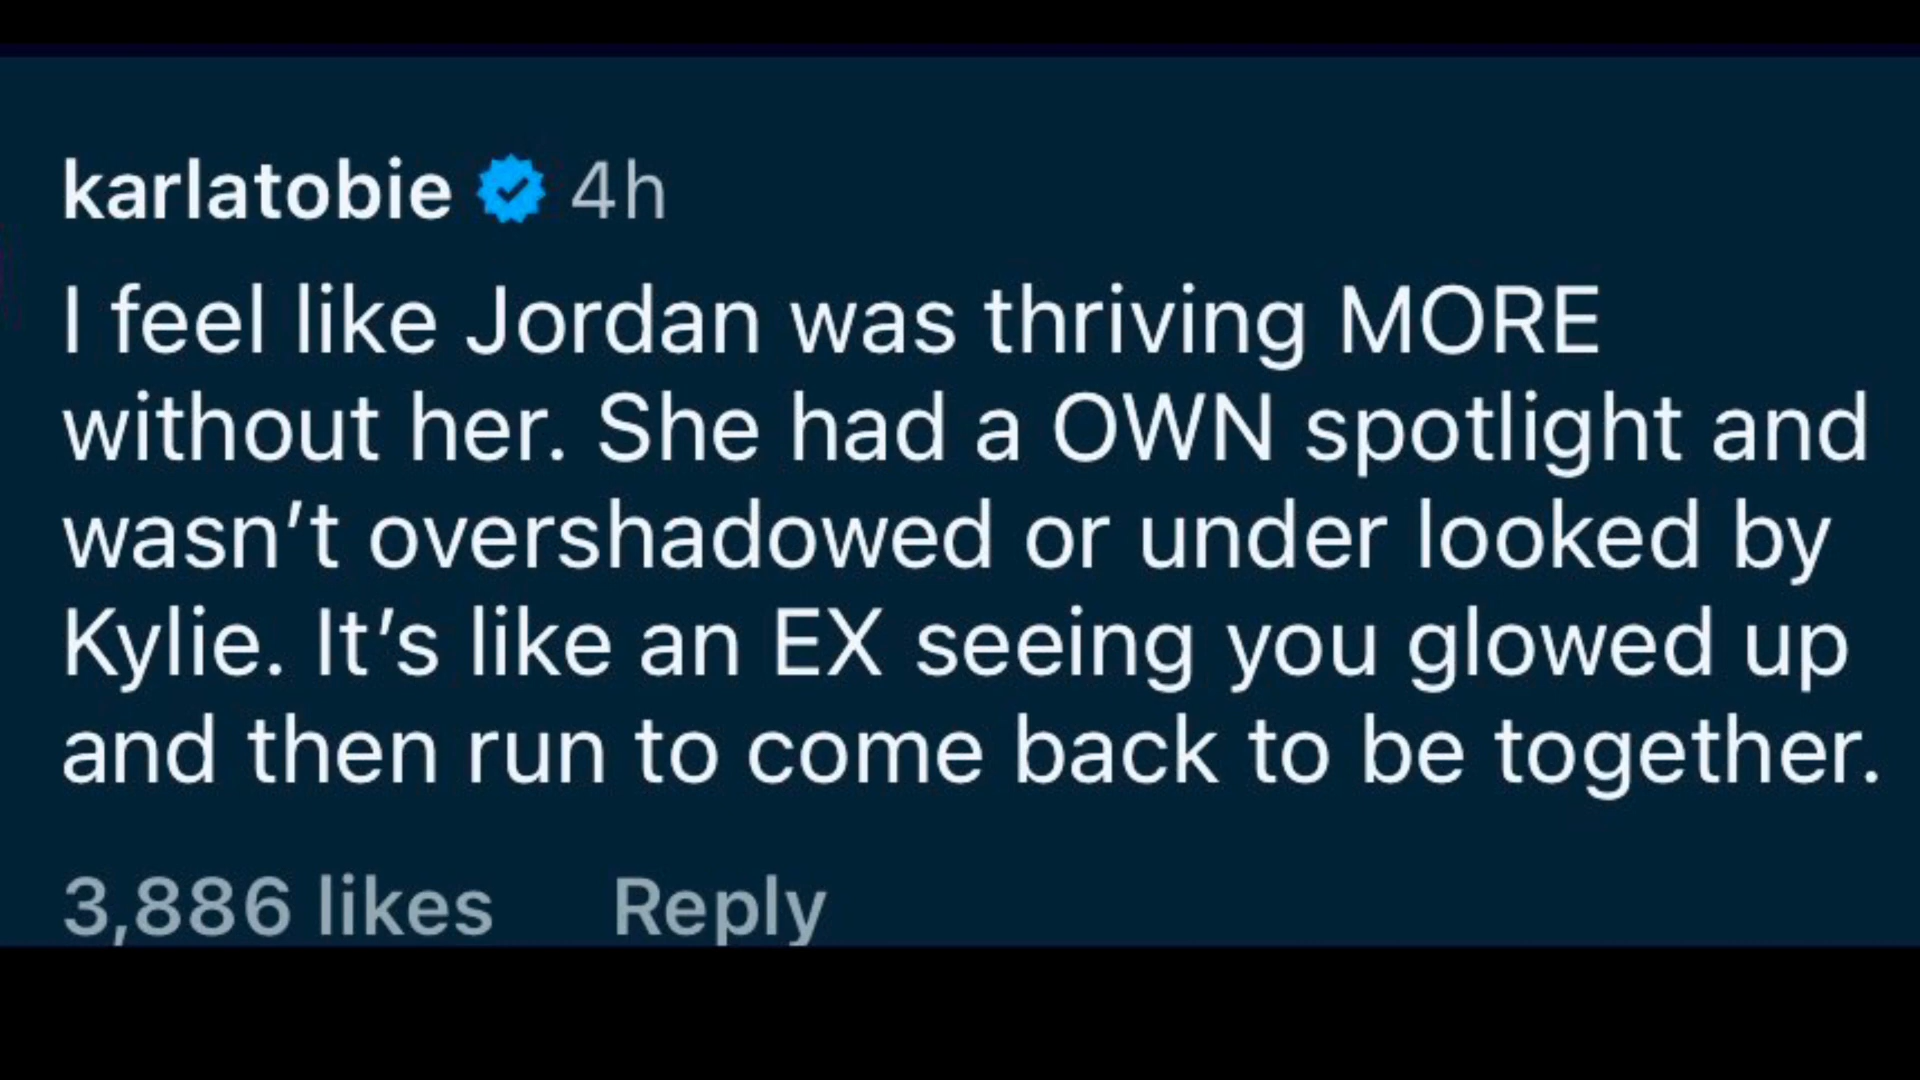 karlatobie 4h
I feel like Jordan was thriving MORE
without her. She had a OWN spotlight and
wasn’t overshadowed or under looked by
Kylie. It’s like an EX seeing you glowed up
and then run to come back to be together.
3,886 likes Reply